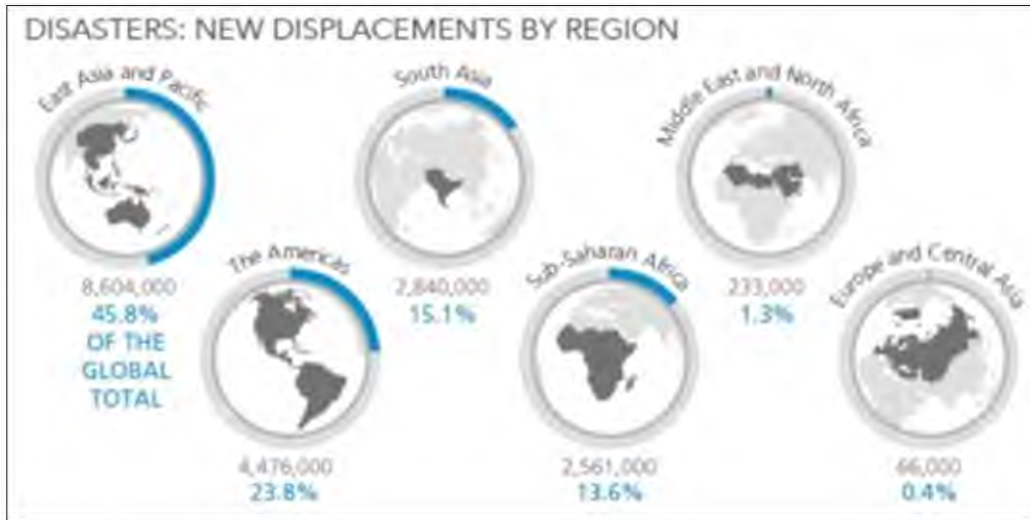 DISASTERS: NEW DISPLACEMENTS BY REGION
East Asia and Pacific
8,604,000
45.8%
OF THE
GLOBAL
TOTAL
The Americas
4,476,000
23.8%
South Asia
2,840,000
15.1%
Sub-Saharan Africa
2,561,000
13.6%
Middle East and North Africa
233,000
1.3%
Europe and Central Asia
66,000
0.4%